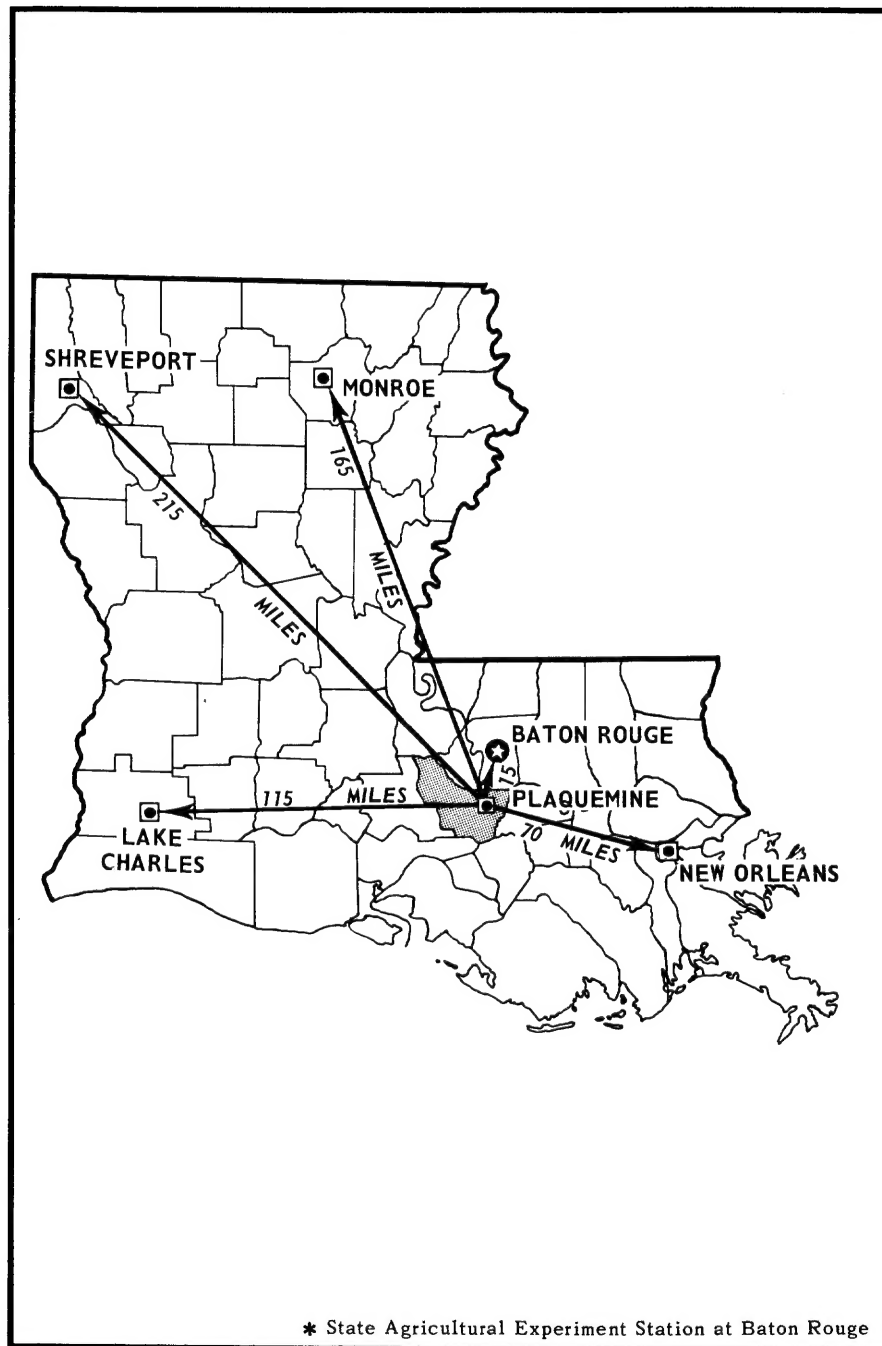 SHREVEPORT
MONROE
165
MILES
215
MILES
BATON ROUGE
15
PLAQUEMINE
115 MILES
LAKE
CHARLES
70 MILES
NEW ORLEANS
* State Agricultural Experiment Station at Baton Rouge